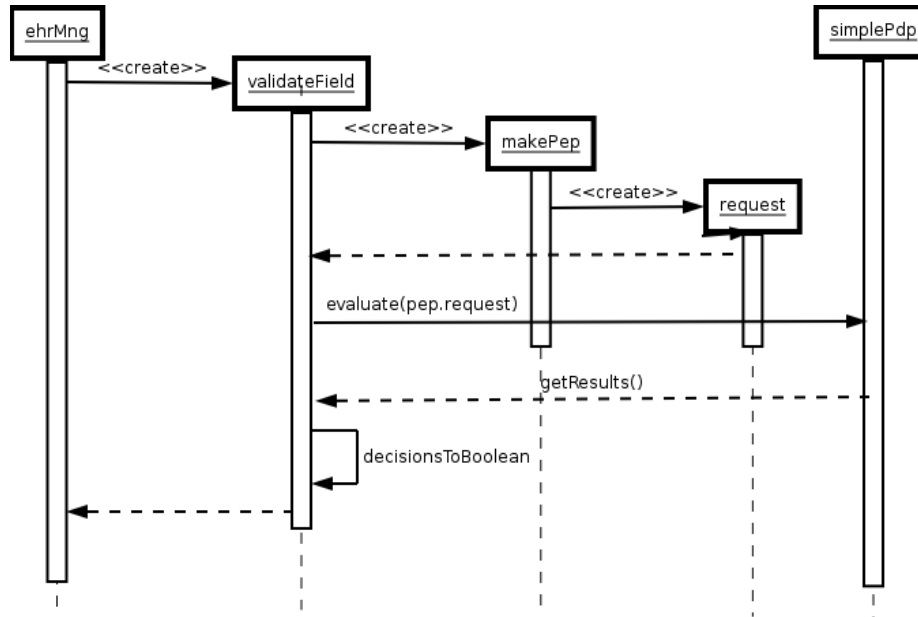 ehrMng
simplePdp
<<create>>
validateField
<<create>>
makePep
<<create>>
request
evaluate(pep.request)
getResults()
decisionsToBoolean